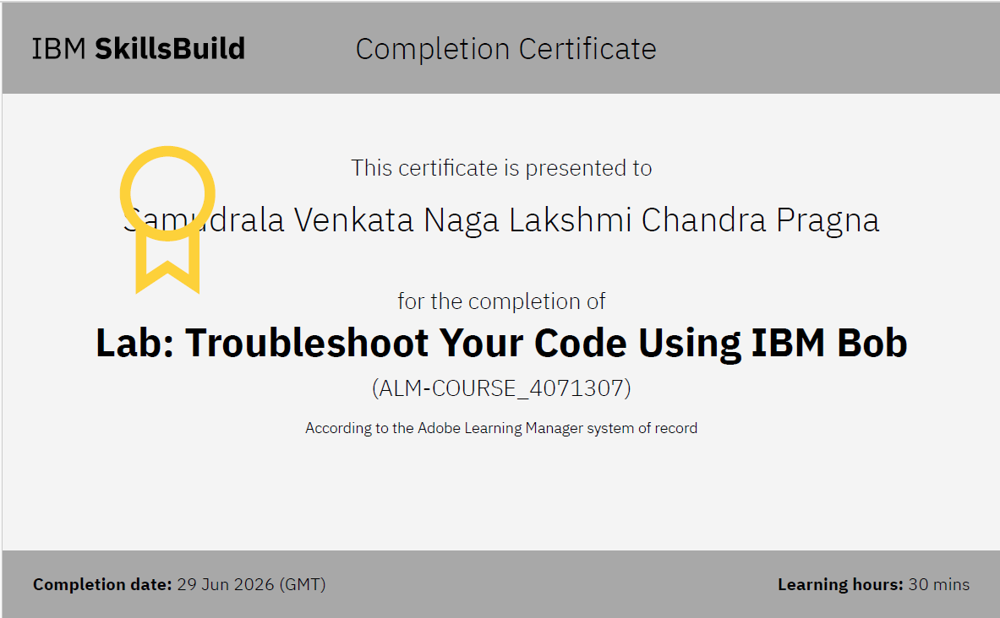 IBM SkillsBuild Completion Certificate
This certificate is presented to
Samudrala Venkata Naga Lakshmi Chandra Pragna
for the completion of
Lab: Troubleshoot Your Code Using IBM Bob
(ALM-COURSE_4071307)
According to the Adobe Learning Manager system of record
Completion date: 29 Jun 2026 (GMT) Learning hours: 30 mins